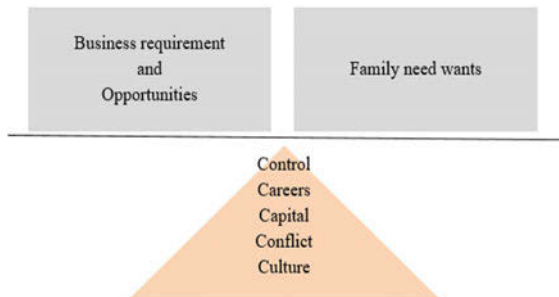 Business requirement
and
Opportunities
Family need wants
Control
Careers
Capital
Conflict
Culture